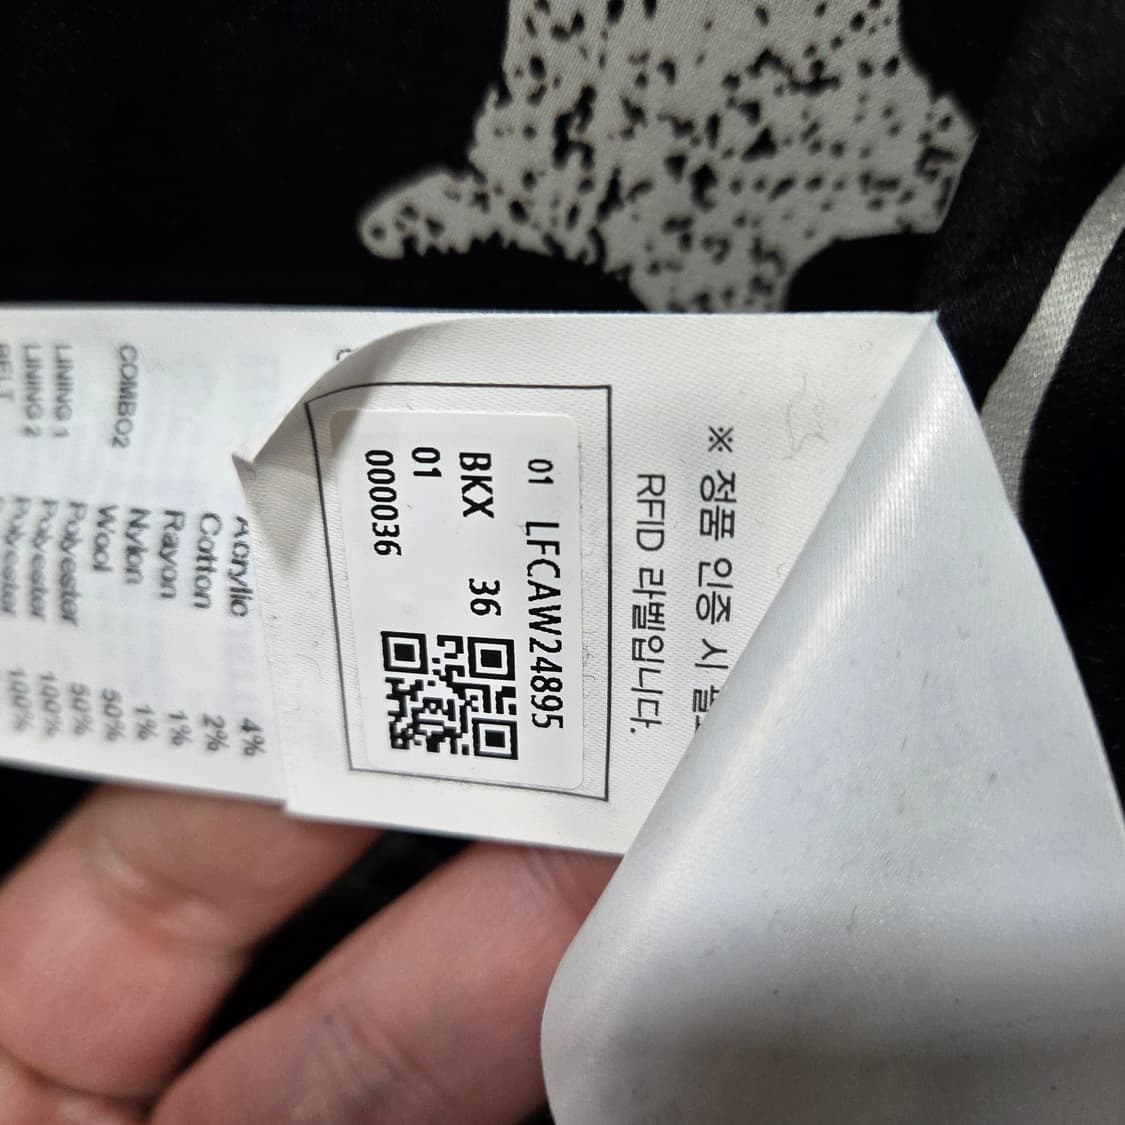 ※ 정품 인증 시
RFID 라벨입니다.
01 LFCAW24895
BKX 36
01
000036
Acrylic 4%
Cotton 2%
Rayon 1%
Nylon 1%
COMBO2 Wool 50%
Polyester 50%
LINING 1 Polyester 100%
LINING 2 Polyester 100%
BELT